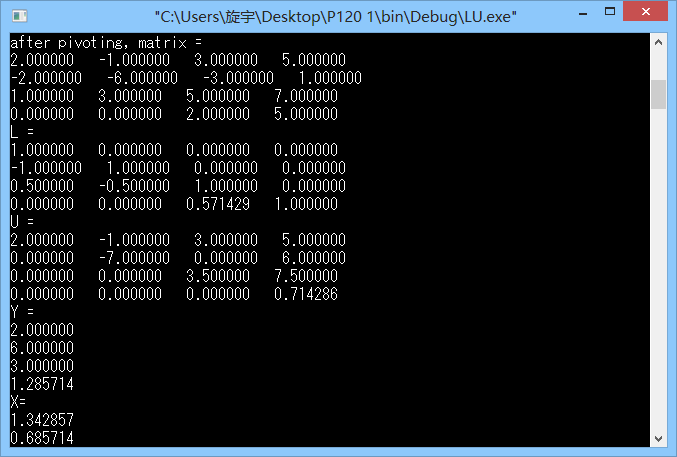 "C:\Users\旋宇\Desktop\P120 1\bin\Debug\LU.exe"
after pivoting, matrix =
2.000000 -1.000000 3.000000 5.000000
-2.000000 -6.000000 -3.000000 1.000000
1.000000 3.000000 5.000000 7.000000
0.000000 0.000000 2.000000 5.000000
L =
1.000000 0.000000 0.000000 0.000000
-1.000000 1.000000 0.000000 0.000000
0.500000 -0.500000 1.000000 0.000000
0.000000 0.000000 0.571429 1.000000
U =
2.000000 -1.000000 3.000000 5.000000
0.000000 -7.000000 0.000000 6.000000
0.000000 0.000000 3.500000 7.500000
0.000000 0.000000 0.000000 0.714286
Y =
2.000000
6.000000
3.000000
1.285714
X=
1.342857
0.685714